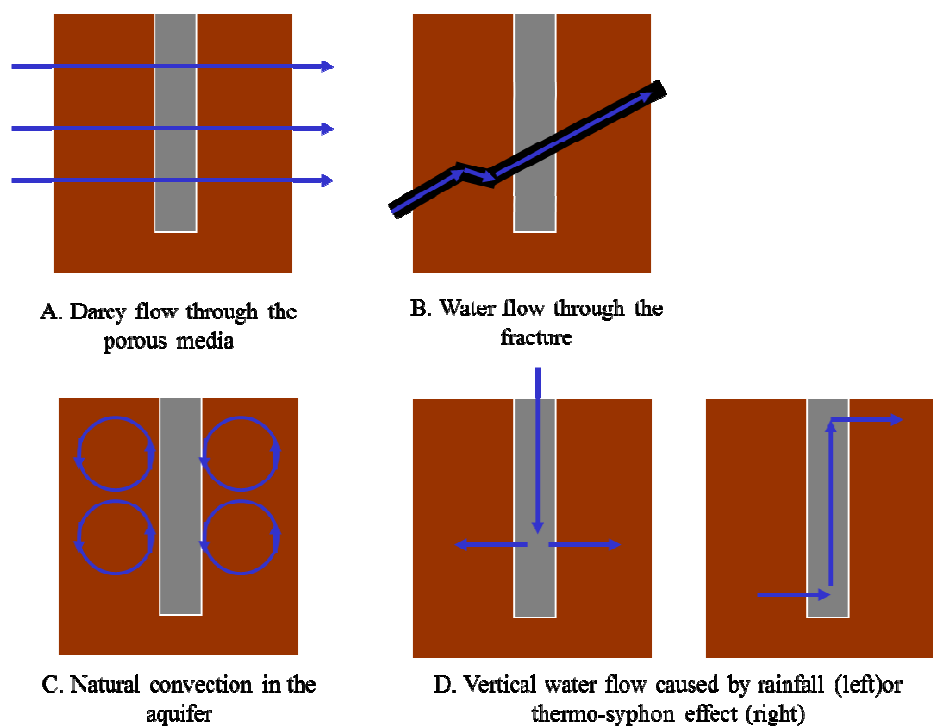 A. Darcy flow through the
porous media
B. Water flow through the
fracture
C. Natural convection in the
aquifer
D. Vertical water flow caused by rainfall (left)or
thermo-syphon effect (right)